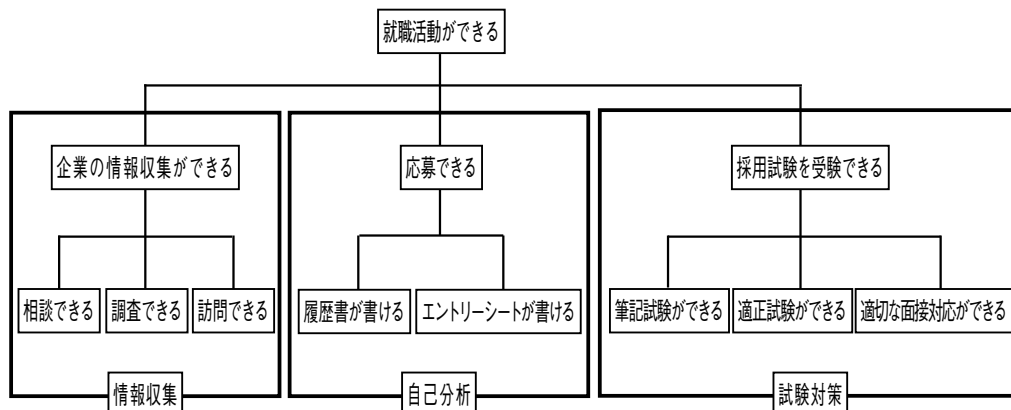 就職活動ができる
企業の情報収集ができる
応募できる
採用試験を受験できる
相談できる
調査できる
訪問できる
履歴書が書ける
エントリーシートが書ける
筆記試験ができる
適正試験ができる
適切な面接対応ができる
情報収集
自己分析
試験対策